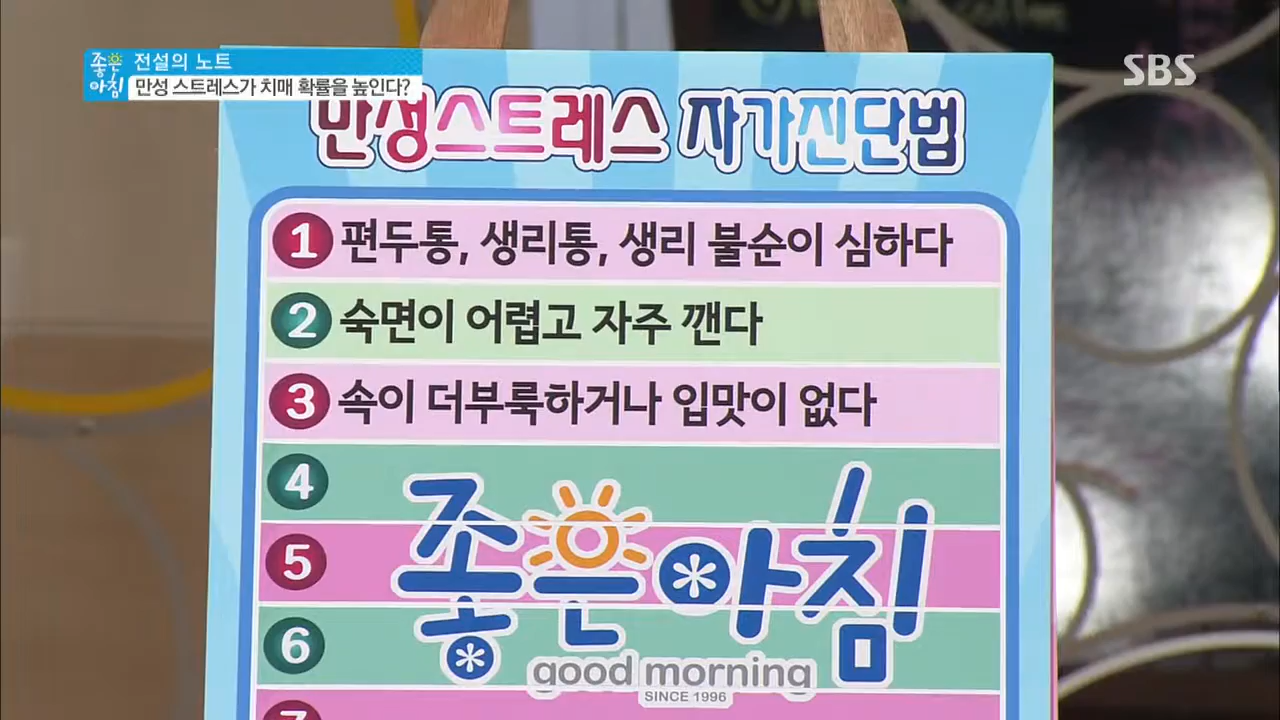 좋은아침
전설의 노트
만성 스트레스가 치매 확률을 높인다?
SBS
만성스트레스 자가진단법
1 편두통, 생리통, 생리 불순이 심하다
2 숙면이 어렵고 자주 깬다
3 속이 더부룩하거나 입맛이 없다
4
5
6
7
좋은아침
good morning
SINCE 1996